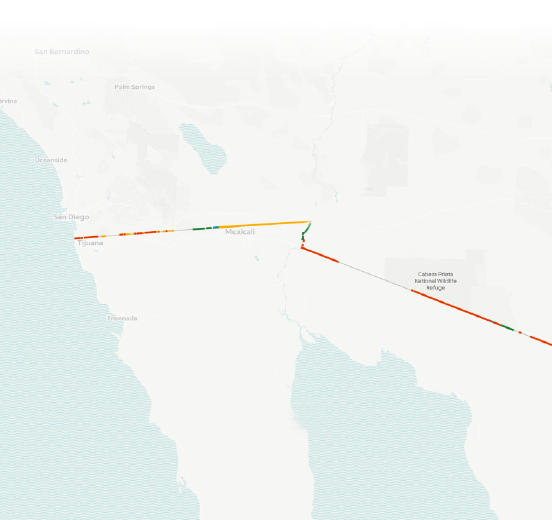 San Bernardino
Palm Springs
Irvine
Oceanside
San Diego
Tijuana
Mexicali
Cabeza Prieta
National Wildlife
Refuge
Ensenada